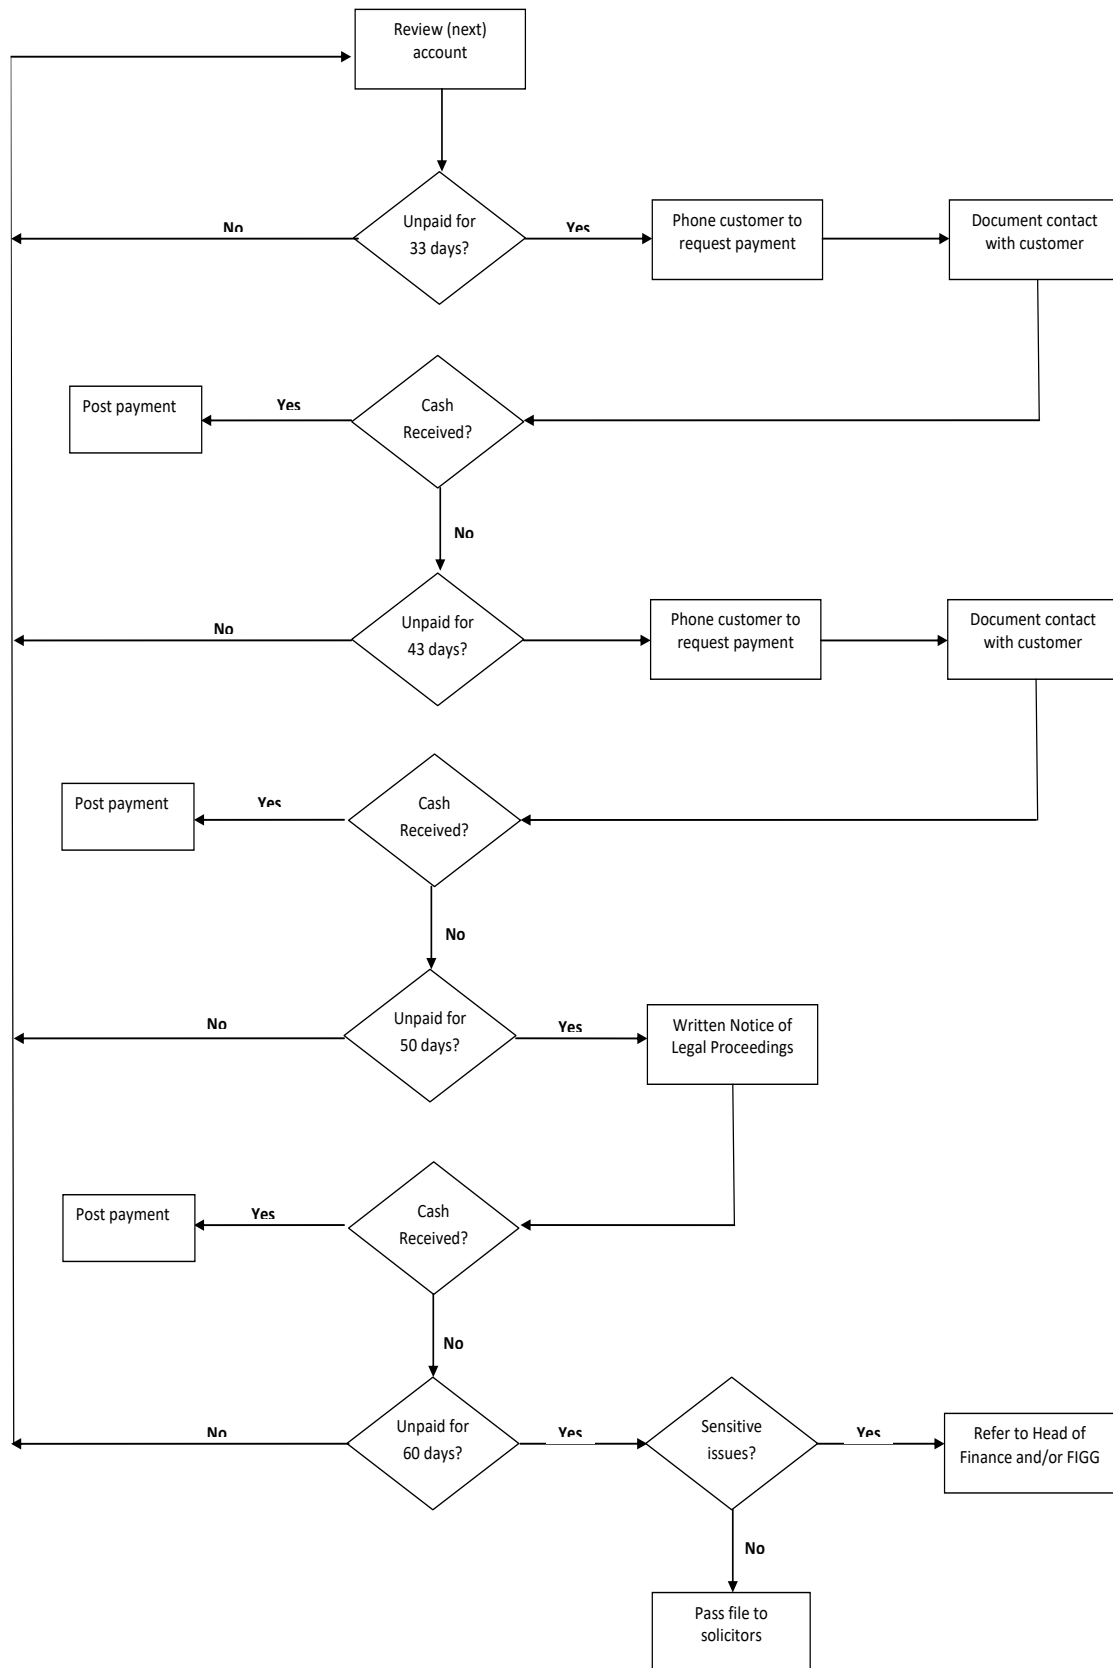 Review (next)
account
Unpaid for
33 days?
No
Yes
Phone customer to
request payment
Document contact
with customer
Post payment
Yes
Cash
Received?
No
Unpaid for
43 days?
No
Phone customer to
request payment
Document contact
with customer
Post payment
Yes
Cash
Received?
No
Unpaid for
50 days?
No
Yes
Written Notice of
Legal Proceedings
Post payment
Yes
Cash
Received?
No
Unpaid for
60 days?
No
Yes
Sensitive
issues?
Yes
Refer to Head of
Finance and/or FIGG
No
Pass file to
solicitors